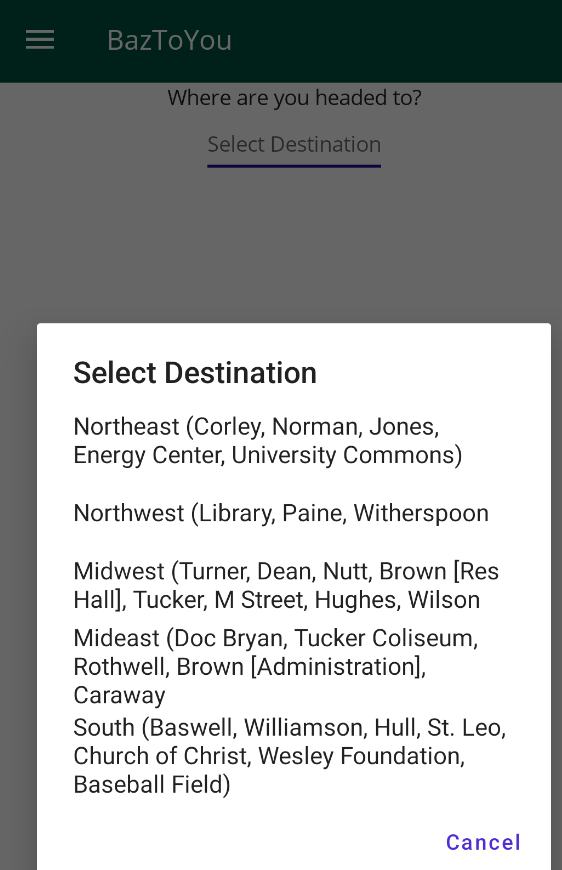 BazToYou
Where are you headed to?
Select Destination
Select Destination
Northeast (Corley, Norman, Jones,
Energy Center, University Commons)
Northwest (Library, Paine, Witherspoon
Midwest (Turner, Dean, Nutt, Brown [Res
Hall], Tucker, M Street, Hughes, Wilson
Mideast (Doc Bryan, Tucker Coliseum,
Rothwell, Brown [Administration],
Caraway
South (Baswell, Williamson, Hull, St. Leo,
Church of Christ, Wesley Foundation,
Baseball Field)
Cancel